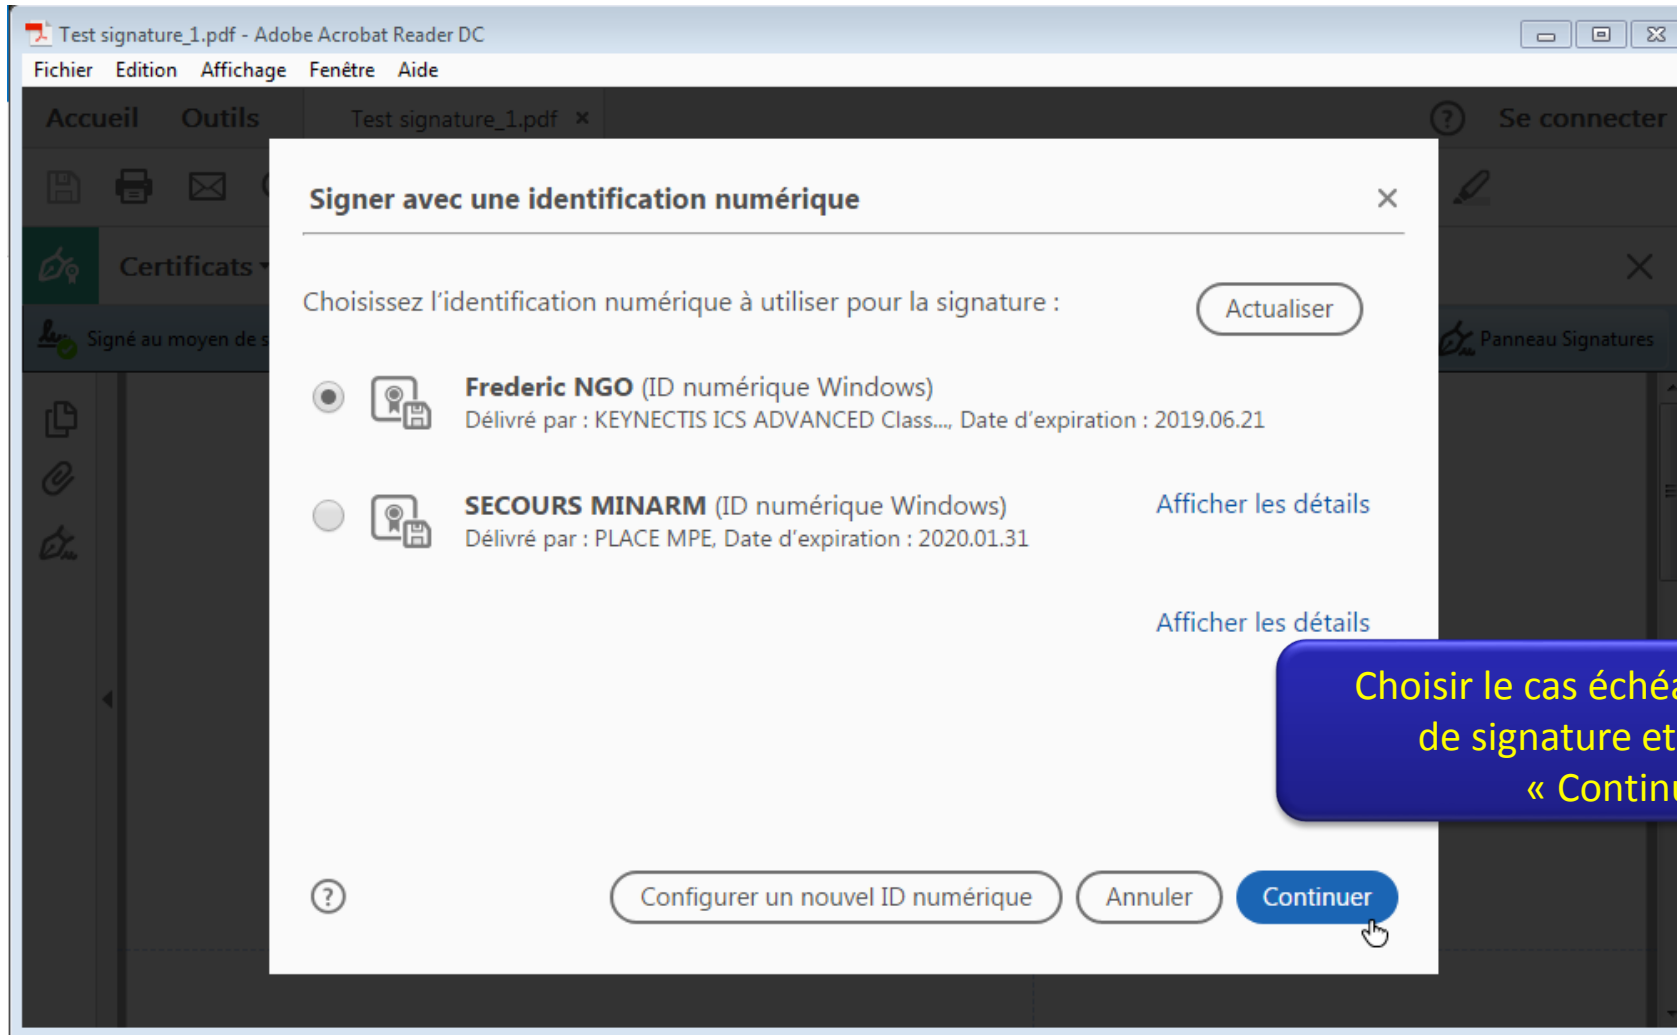 Test signature_1.pdf - Adobe Acrobat Reader DC
Fichier Edition Affichage Fenêtre Aide
Accueil Outils Test signature_1.pdf × ? Se connecter
Signer avec une identification numérique
Certificats
Choisissez l'identification numérique à utiliser pour la signature : Actualiser
Signé au moyen de s
Panneau Signatures
Frederic NGO (ID numérique Windows)
Délivré par : KEYNECTIS ICS ADVANCED Class..., Date d'expiration : 2019.06.21
SECOURS MINARM (ID numérique Windows) Afficher les détails
Délivré par : PLACE MPE, Date d'expiration : 2020.01.31
Afficher les détails
Choisir le cas éché
de signature et
« Continu
? Configurer un nouvel ID numérique Annuler Continuer